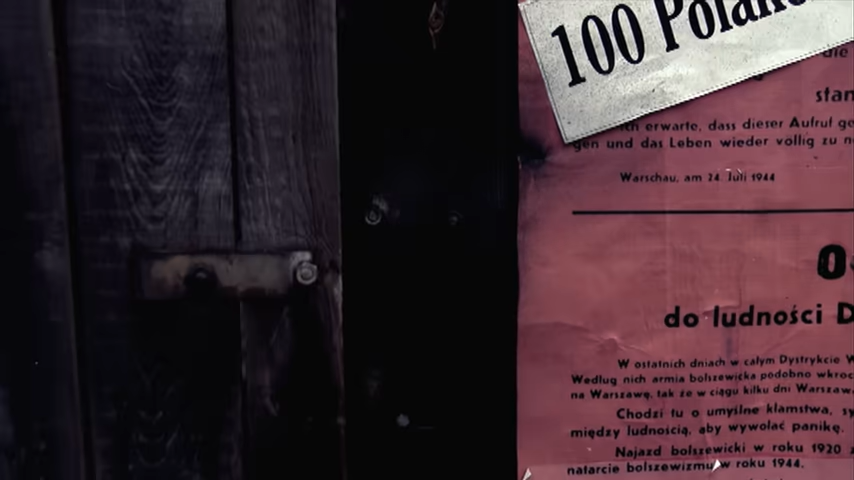 100 Polak
die
stan
ich erwarte, dass dieser Aufruf ge
gen und das Leben wieder vollig zu n
Warschau, am 24. Juli 1944
O
do ludności D
W ostatnich dniach w całym Dystrykcie W
Według nich armia bolszewicka podobno wkroc
na Warszawę, tak że w ciągu kilku dni Warszaw
Chodzi tu o umyślne kłamstwa, sy
między ludnością, aby wywołać panikę.
Najazd bolszewicki w roku 1920 z
natarcie bolszewizmu w roku 1944.